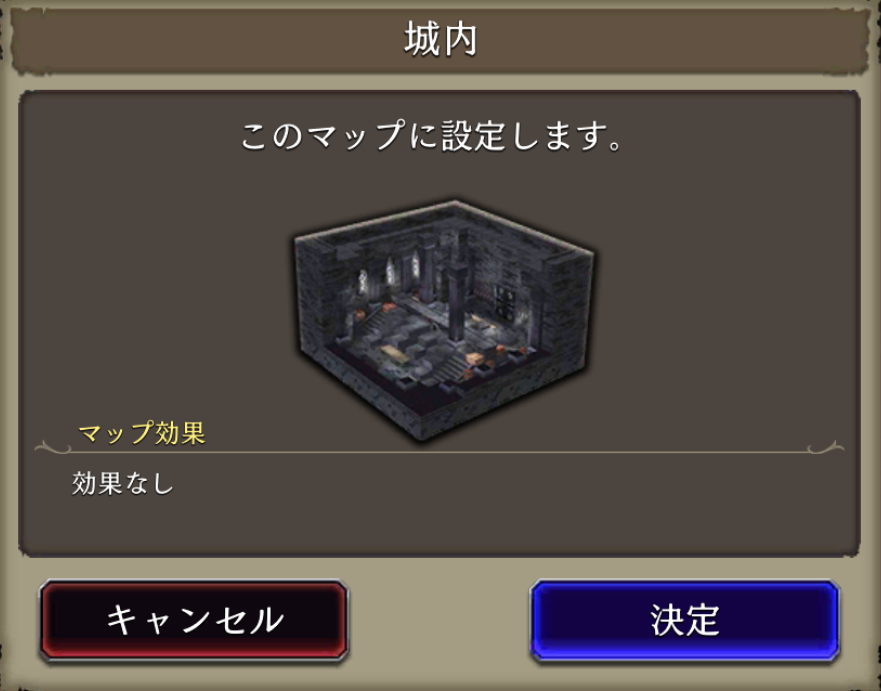 城内
このマップに設定します。
マップ効果
効果なし
キャンセル
決定